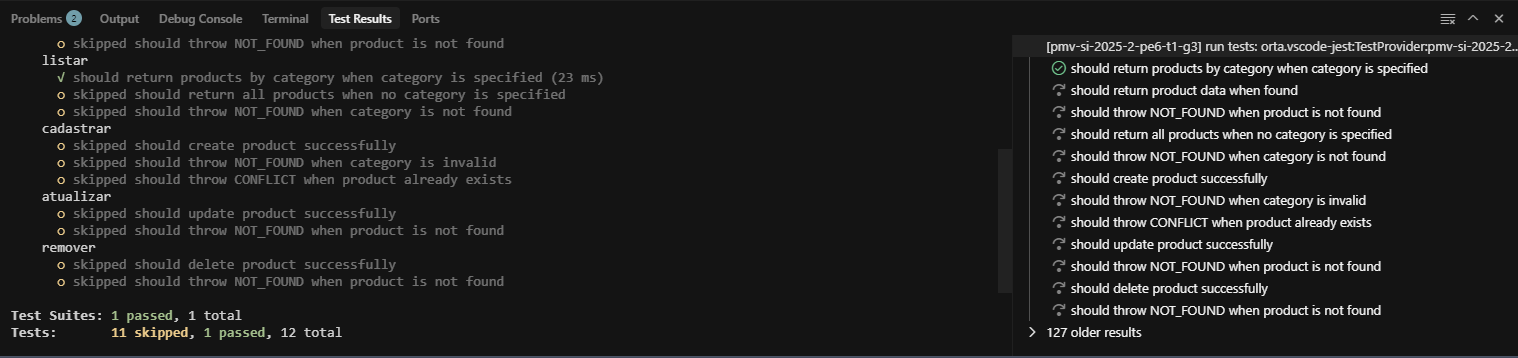 Problems 2 Output Debug Console Terminal Test Results Ports
o skipped should throw NOT_FOUND when product is not found
listar
√ should return products by category when category is specified (23 ms)
o skipped should return all products when no category is specified
o skipped should throw NOT_FOUND when category is not found
cadastrar
o skipped should create product successfully
o skipped should throw NOT_FOUND when category is invalid
o skipped should throw CONFLICT when product already exists
atualizar
o skipped should update product successfully
o skipped should throw NOT_FOUND when product is not found
remover
o skipped should delete product successfully
o skipped should throw NOT_FOUND when product is not found
Test Suites: 1 passed, 1 total
Tests: 11 skipped, 1 passed, 12 total
[pmv-si-2025-2-pe6-t1-g3] run tests: orta.vscode-jest:TestProvider:pmv-si-2025-2...
should return products by category when category is specified
should return product data when found
should throw NOT_FOUND when product is not found
should return all products when no category is specified
should throw NOT_FOUND when category is not found
should create product successfully
should throw NOT_FOUND when category is invalid
should throw CONFLICT when product already exists
should update product successfully
should throw NOT_FOUND when product is not found
should delete product successfully
should throw NOT_FOUND when product is not found
127 older results